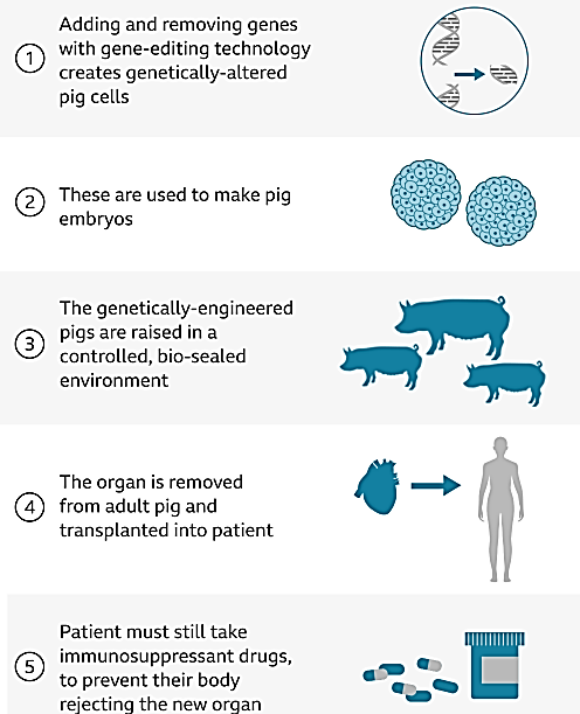 1
Adding and removing genes
with gene-editing technology
creates genetically-altered
pig cells
2
These are used to make pig
embryos
3
The genetically-engineered
pigs are raised in a
controlled, bio-sealed
environment
4
The organ is removed
from adult pig and
transplanted into patient
5
Patient must still take
immunosuppressant drugs,
to prevent their body
rejecting the new organ